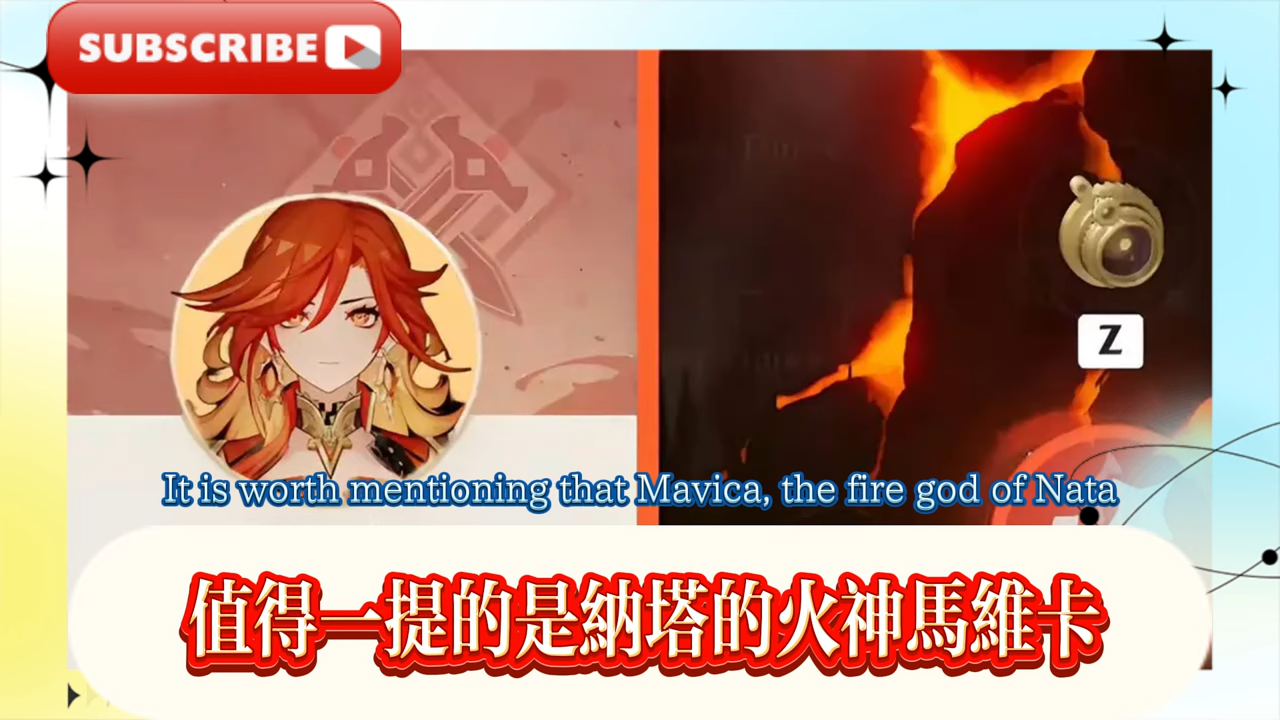 SUBSCRIBE
Z
It is worth mentioning that Mavica, the fire god of Nata
值得一提的是納塔的火神馬維卡